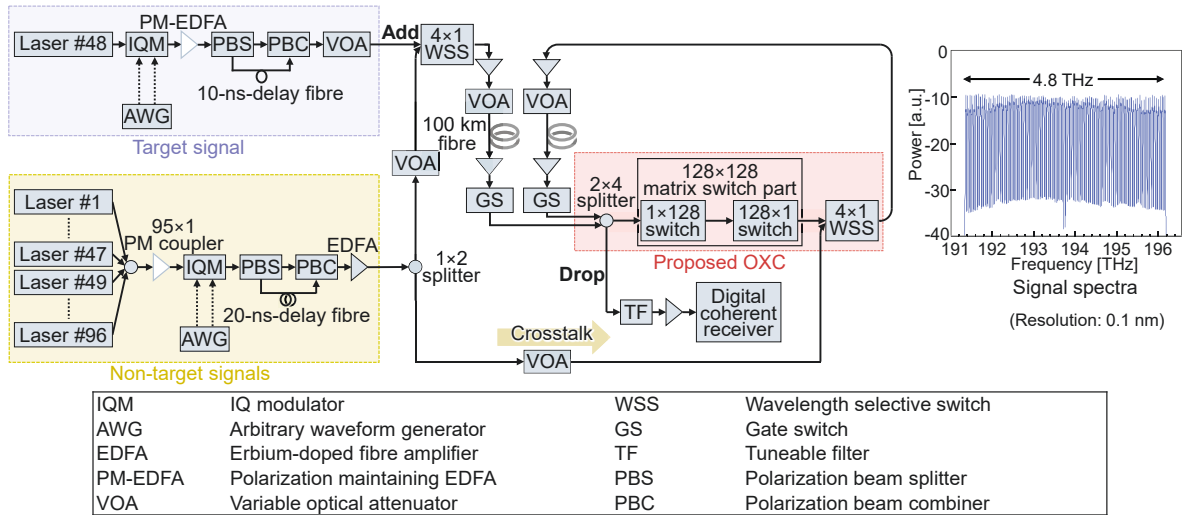 PM-EDFA
Laser #48
IQM
PBS
PBC
VOA
10-ns-delay fibre
AWG
Target signal
Add
4×1
WSS
VOA
100 km
fibre
GS
VOA
GS
VOA
Laser #1
Laser #47
Laser #49
Laser #96
95×1
PM coupler
IQM
PBS
PBC
EDFA
20-ns-delay fibre
AWG
Non-target signals
1×2
splitter
2×4
splitter
128×128
matrix switch part
1×128
switch
128×1
switch
4×1
WSS
Proposed OXC
Drop
TF
Digital
coherent
receiver
Crosstalk
VOA
0
-10
-20
-30
-40
Power [a.u.]
4.8 THz
191 192 193 194 195 196
Frequency [THz]
Signal spectra
(Resolution: 0.1 nm)
IQM IQ modulator WSS Wavelength selective switch
AWG Arbitrary waveform generator GS Gate switch
EDFA Erbium-doped fibre amplifier TF Tuneable filter
PM-EDFA Polarization maintaining EDFA PBS Polarization beam splitter
VOA Variable optical attenuator PBC Polarization beam combiner